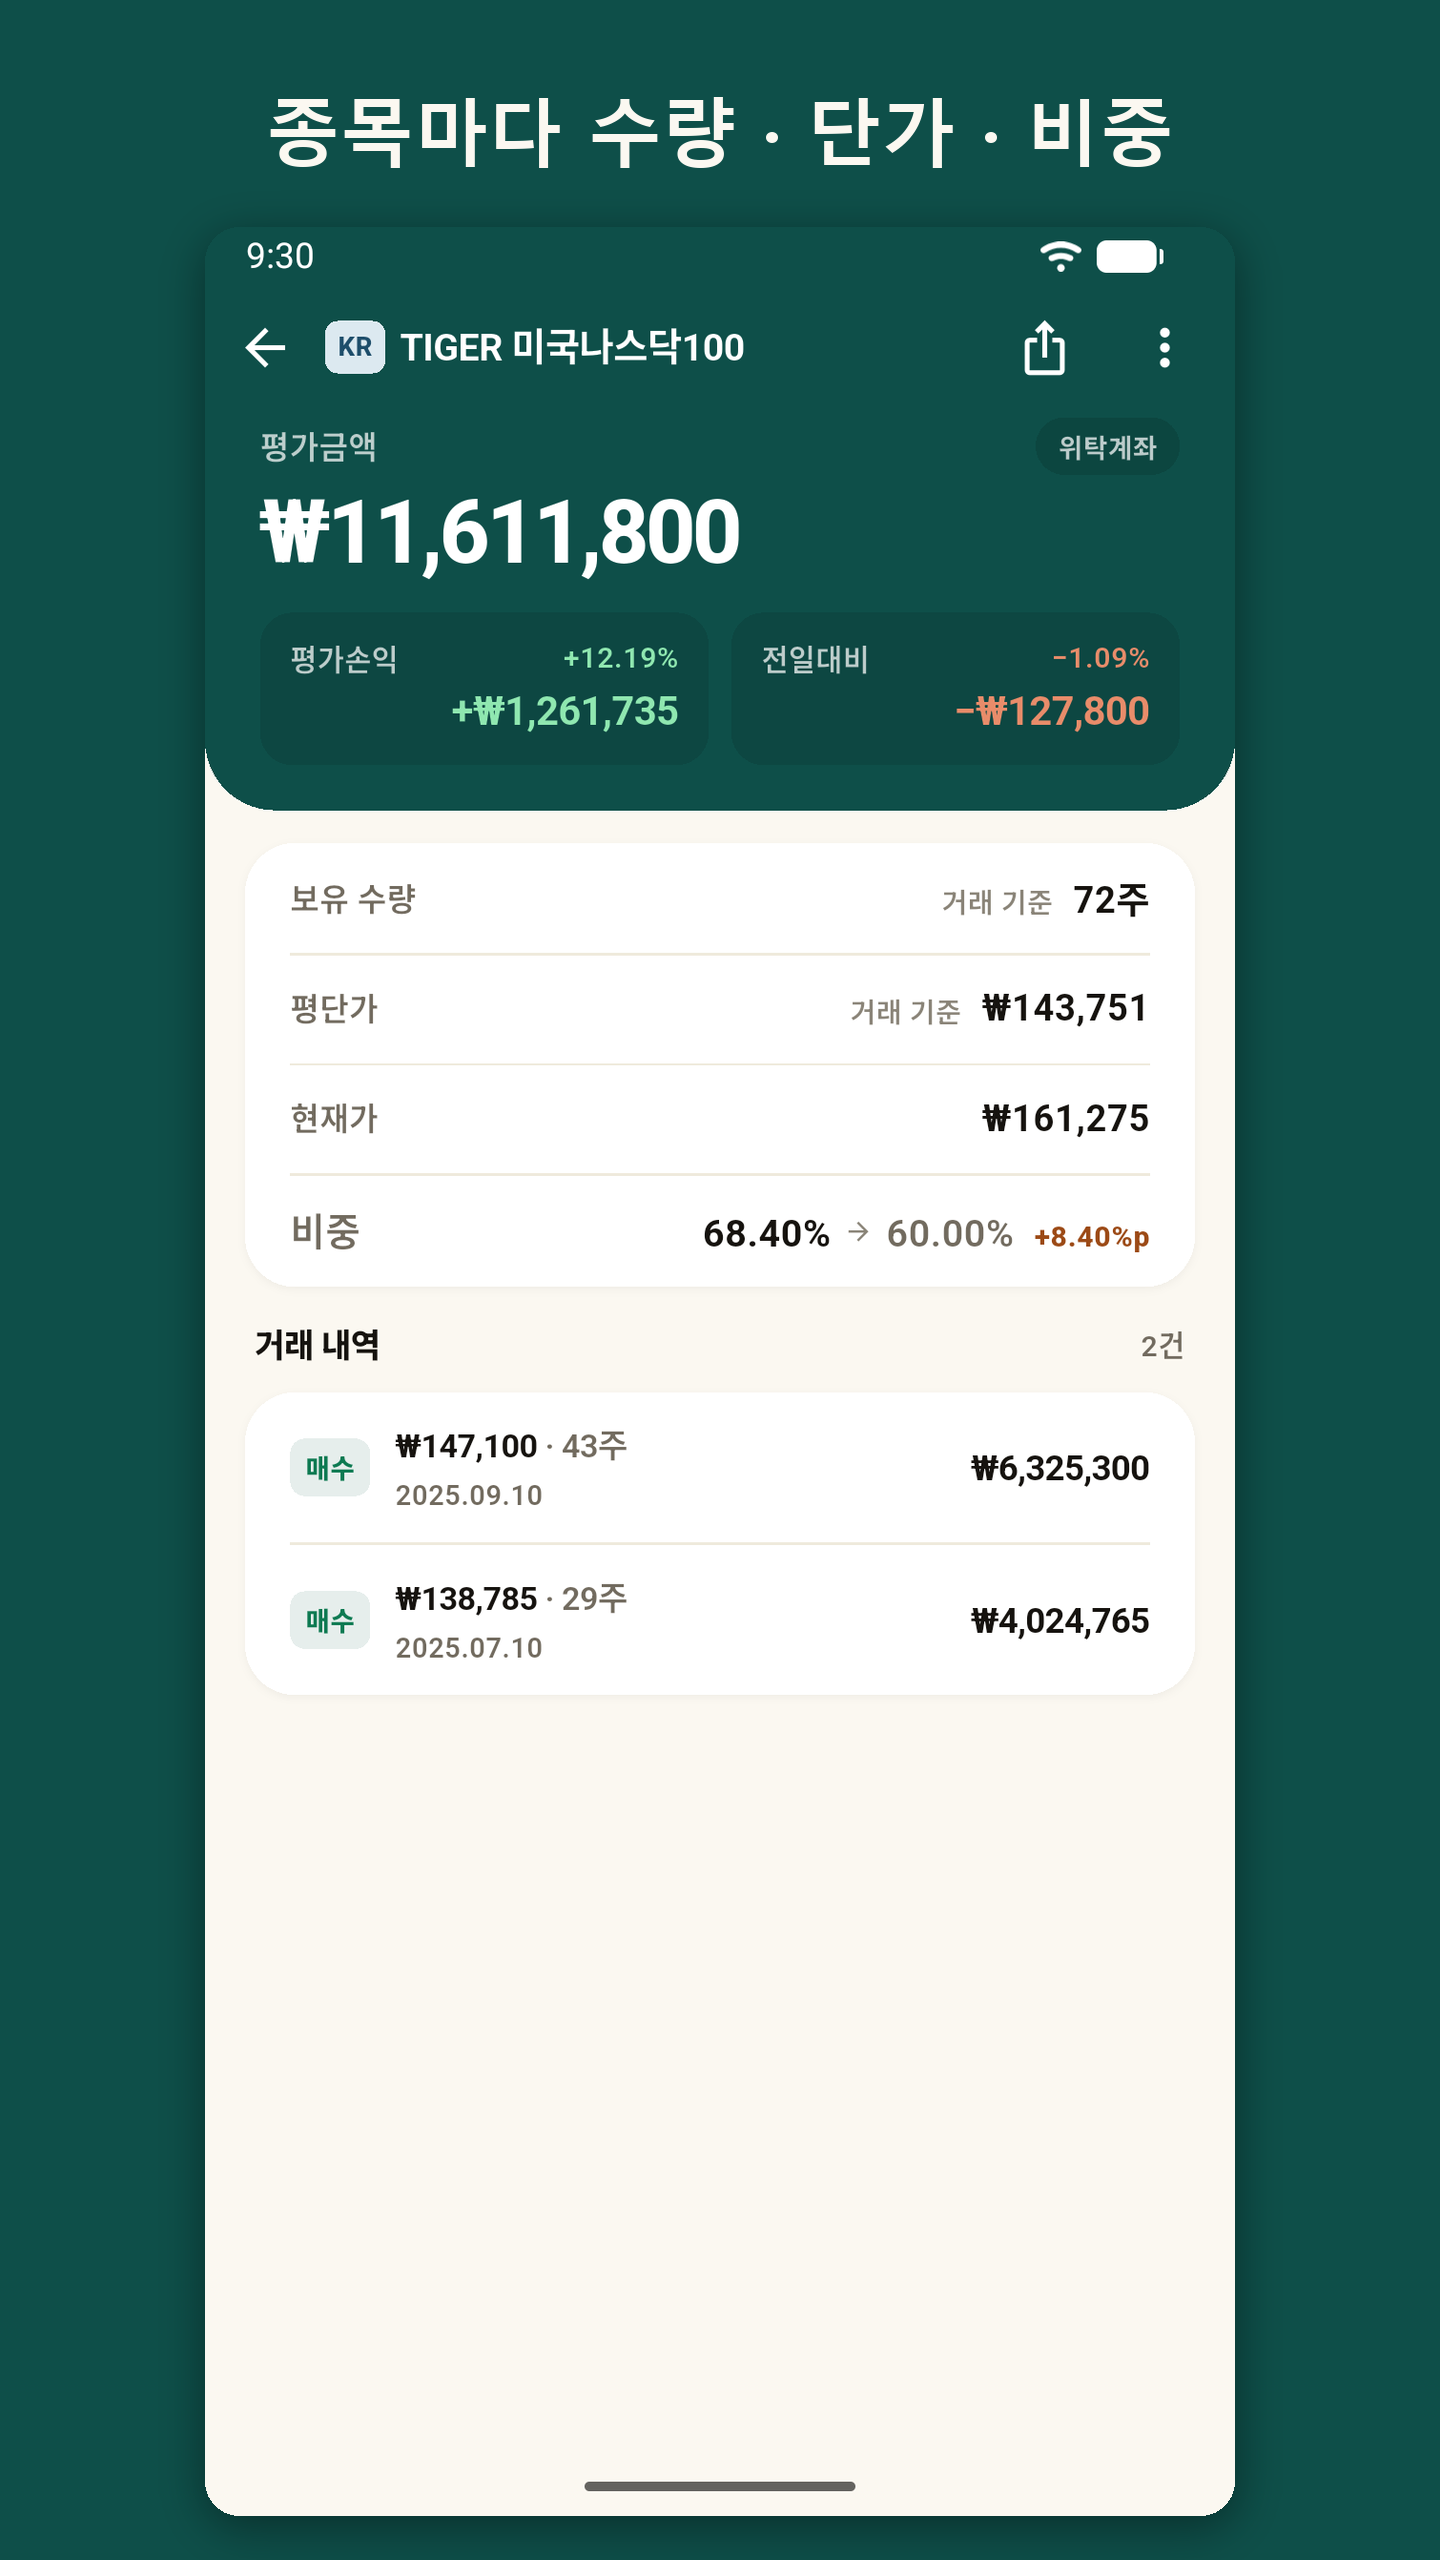 종목마다 수량 · 단가 · 비중
9:30
KR TIGER 미국나스닥100
평가금액 위탁계좌
₩11,611,800
평가손익 +12.19% 전일대비 −1.09%
+₩1,261,735 −₩127,800
보유 수량 거래 기준 72주
평단가 거래 기준 ₩143,751
현재가 ₩161,275
비중 68.40% → 60.00% +8.40%p
거래 내역 2건
매수 ₩147,100 · 43주 ₩6,325,300
2025.09.10
매수 ₩138,785 · 29주 ₩4,024,765
2025.07.10